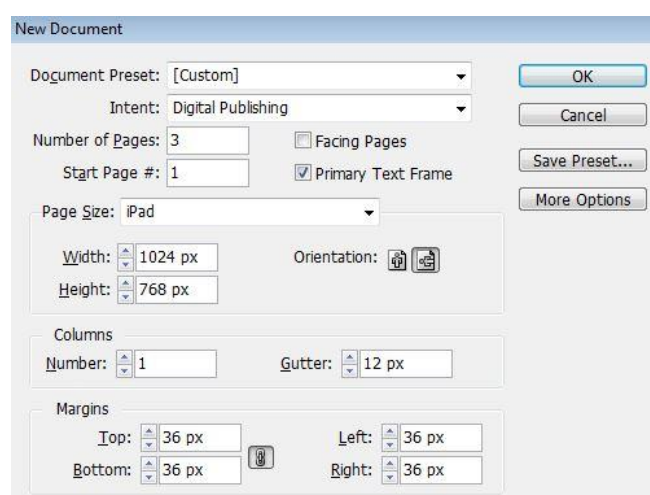 New Document
Document Preset: [Custom]
OK
Intent: Digital Publishing
Cancel
Number of Pages: 3
Facing Pages
Save Preset...
Start Page #: 1
Primary Text Frame
More Options
Page Size: iPad
Width: 1024 px
Orientation:
Height: 768 px
Columns
Number: 1
Gutter: 12 px
Margins
Top: 36 px
Left: 36 px
Bottom: 36 px
Right: 36 px